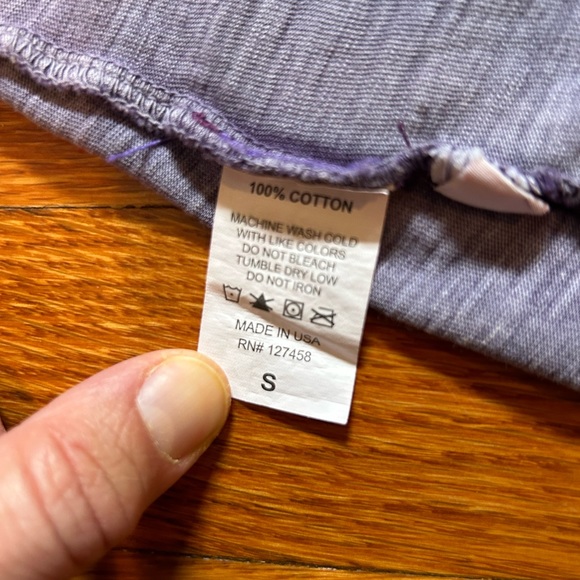 100% COTTON
MACHINE WASH COLD
WITH LIKE COLORS
DO NOT BLEACH
TUMBLE DRY LOW
DO NOT IRON
MADE IN USA
RN# 127458
S